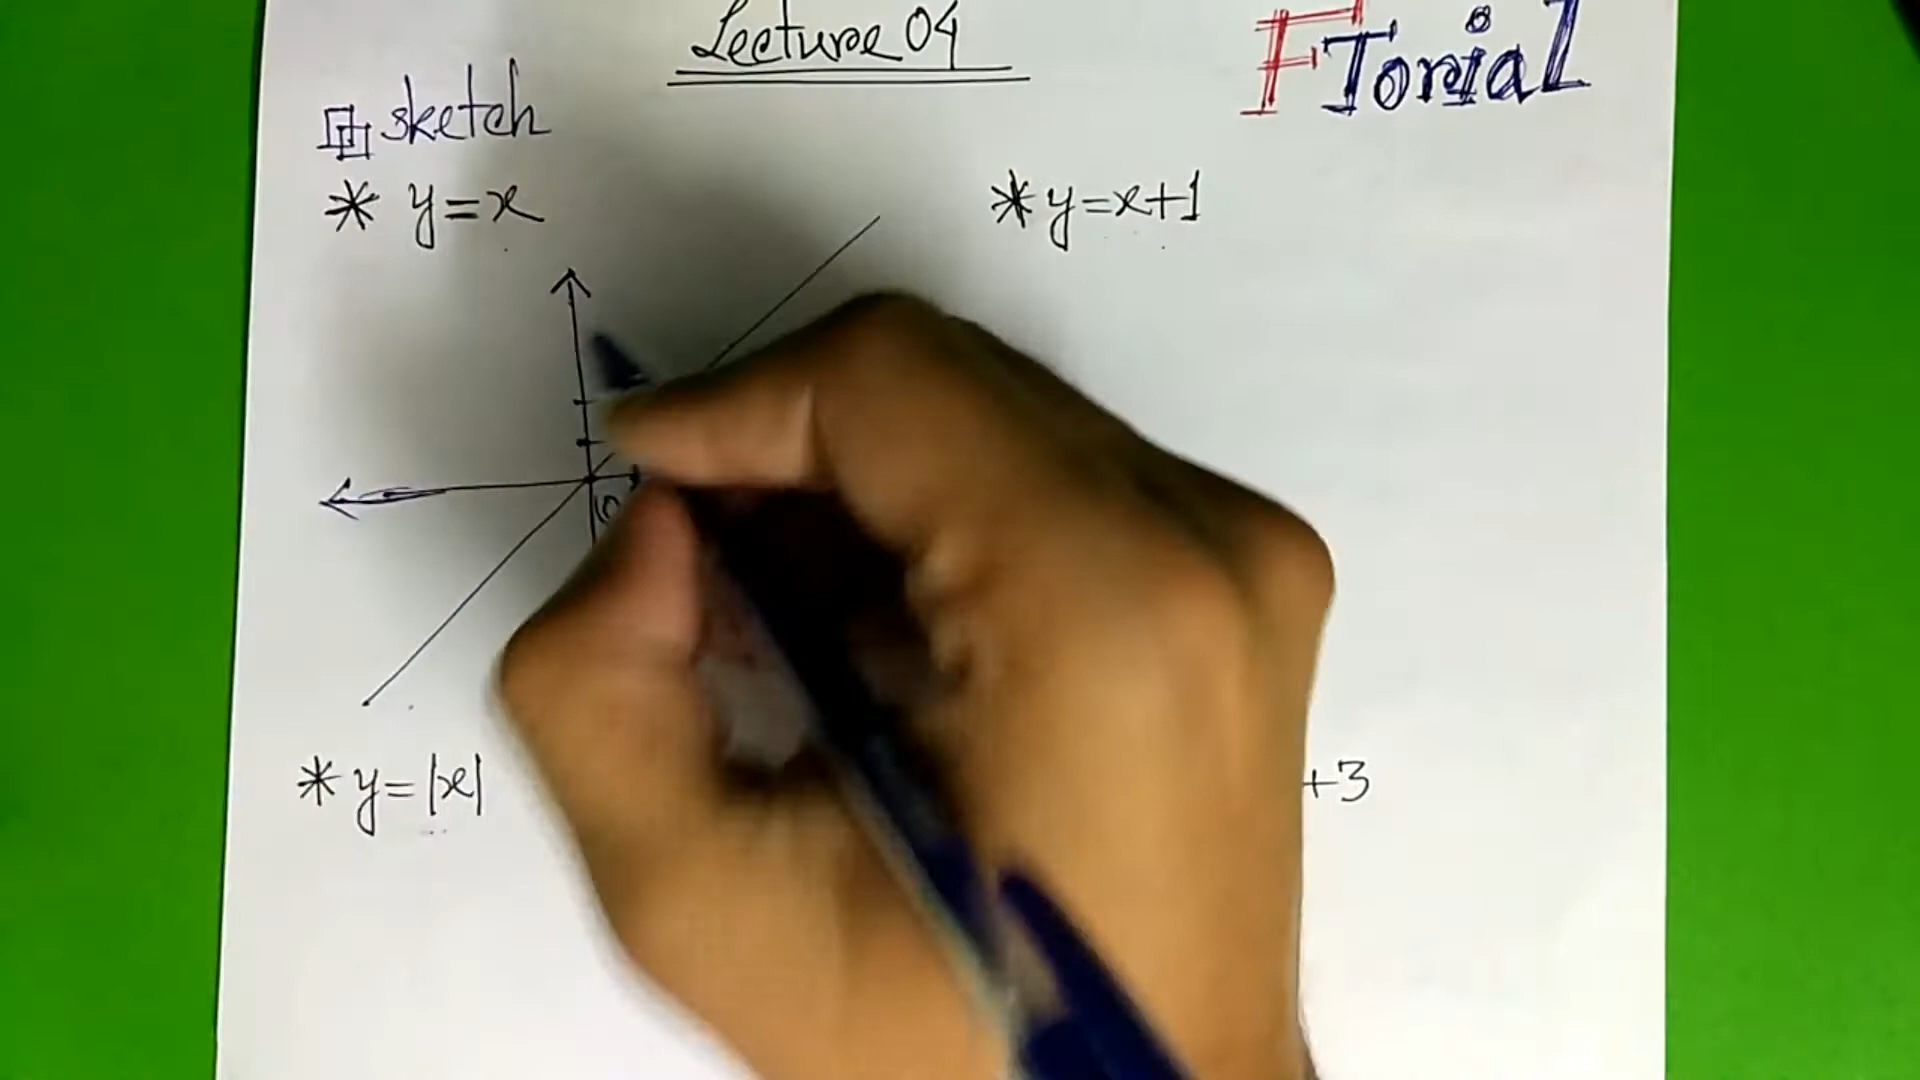 Lecture 04
FTorial
sketch
* y=x
* y=x+1
* y=|x|
+3